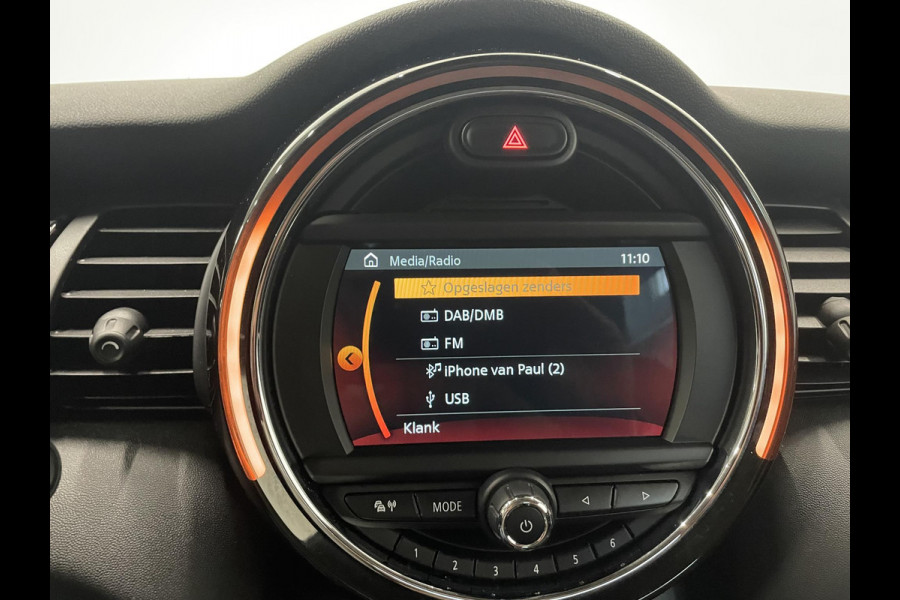 Media/Radio 11:10
Opgeslagen zenders
DAB/DMB
FM
iPhone van Paul (2)
USB
Klank
MODE
1 2 3 4 5 6